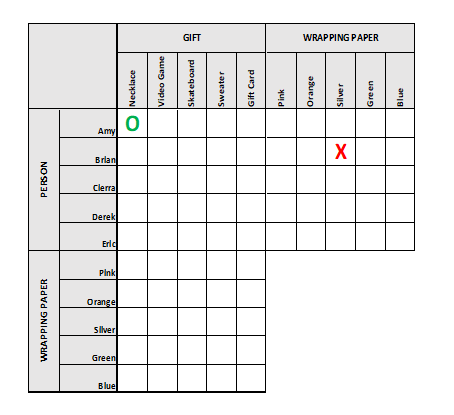 GIFT WRAPPING PAPER
Necklace Video Game Skateboard Sweater Gift Card Pink Orange Silver Green Blue
PERSON
Amy O
Brian X
Cierra
Derek
Eric
WRAPPING PAPER
Pink
Orange
Silver
Green
Blue